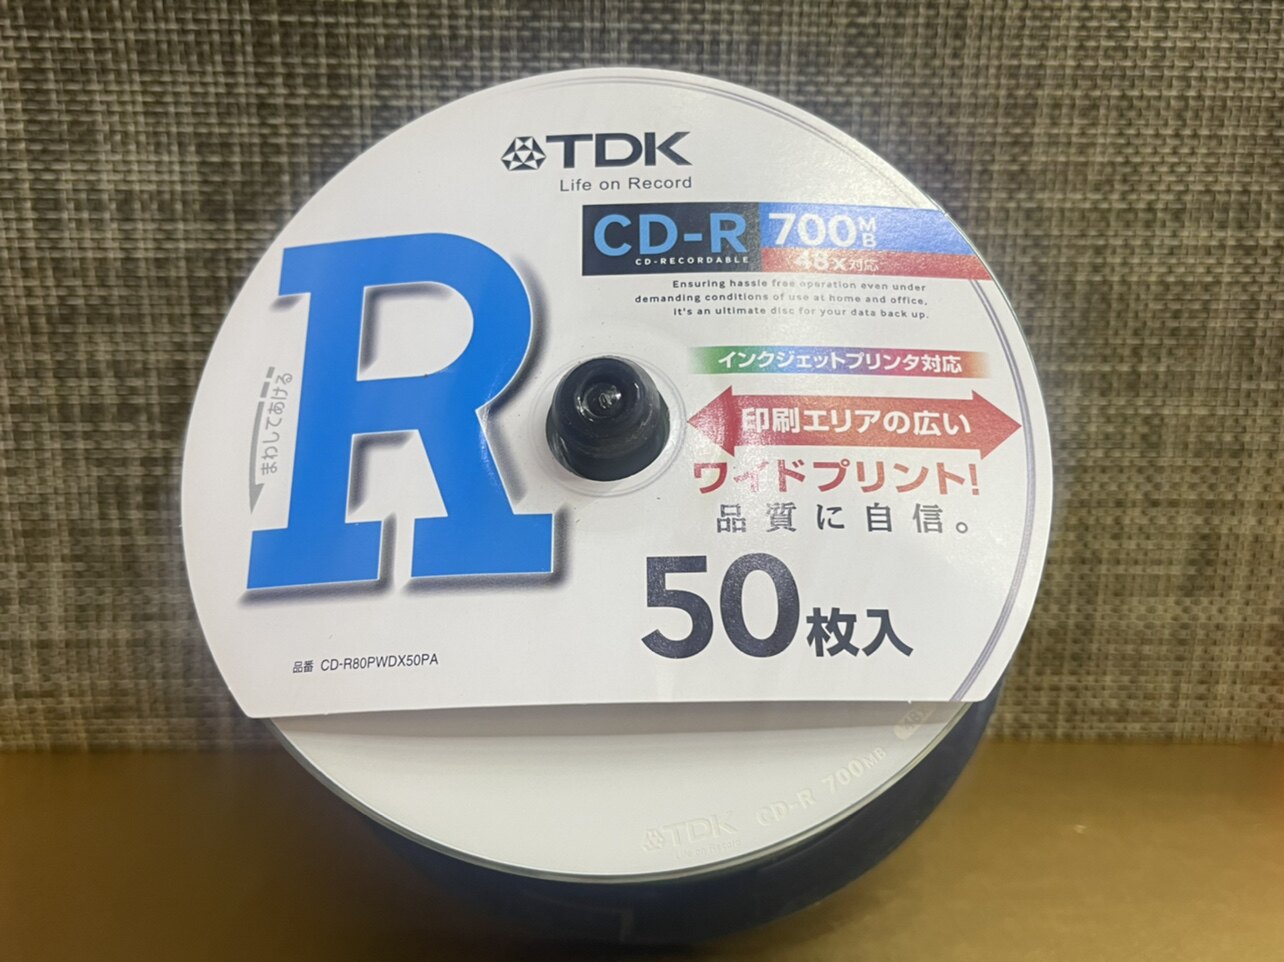 TDK
Life on Record
CD-R 700MB
CD-RECORDABLE 48x対応
Ensuring hassle free operation even under
demanding conditions of use at home and office,
it's an ultimate disc for your data back up.
R
まわしてあける
インクジェットプリンタ対応
印刷エリアの広い
ワイドプリント!
品質に自信。
50枚入
品番 CD-R80PWDX50PA
TDK CD-R 700MB
Life on Record